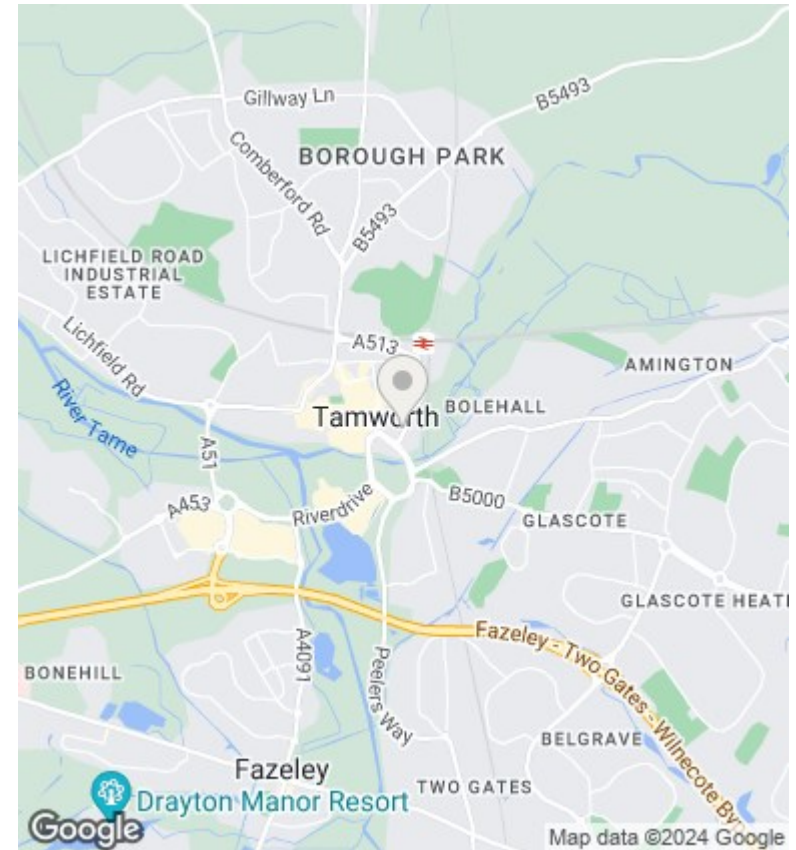 Gillway Ln
B5493
Comberford Rd
BOROUGH PARK
B5493
LICHFIELD ROAD
INDUSTRIAL
ESTATE
Lichfield Rd
A513
AMINGTON
BOLEHALL
Tamworth
River Tame
A51
A453
Riverdrive
B5000
GLASCOTE
GLASCOTE HEAT
Fazeley - Two Gates - Wilnecote By
A4091
Peelers Way
BONEHILL
BELGRAVE
Fazeley
TWO GATES
Drayton Manor Resort
Google
Map data ©2024 Google